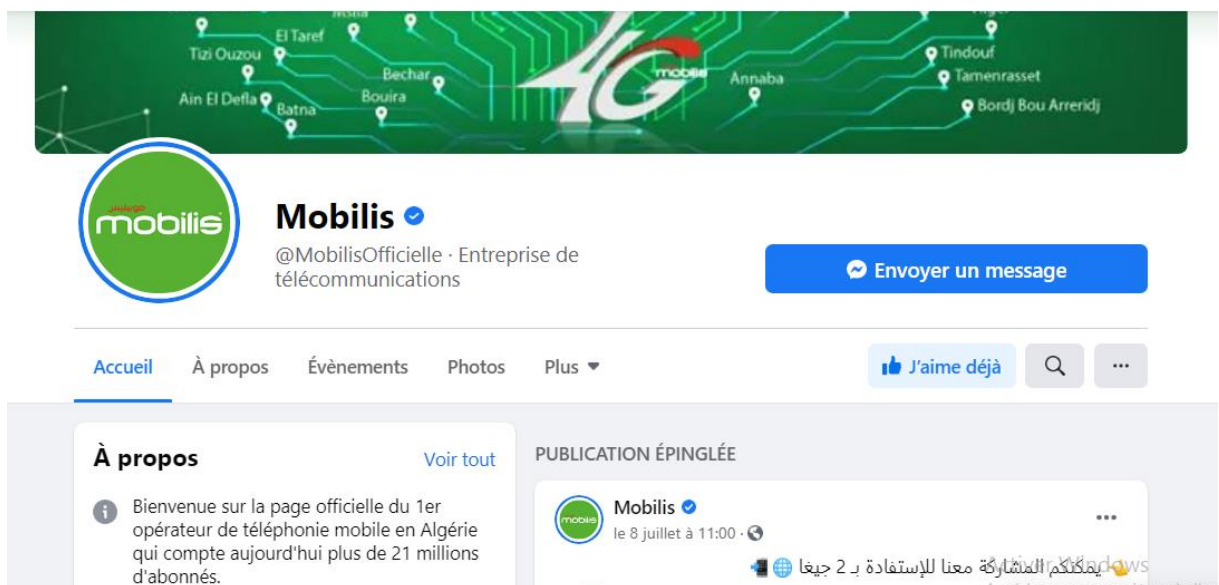 El Taref
Tizi Ouzou
Bechar
Ain El Defla
Batna
Bouira
4G
mobilis
Annaba
Tindouf
Tamenrasset
Bordj Bou Arreridj
موبيليس
mobilis
Mobilis
@MobilisOfficielle · Entreprise de
télécommunications
Envoyer un message
Accueil À propos Évènements Photos Plus
J'aime déjà
À propos Voir tout
Bienvenue sur la page officielle du 1er
opérateur de téléphonie mobile en Algérie
qui compte aujourd'hui plus de 21 millions
d'abonnés.
PUBLICATION ÉPINGLÉE
mobilis
Mobilis
le 8 juillet à 11:00 ·
يمكنكم المشاركة معنا للإستفادة بـ 2 جيغا
Activer Windows